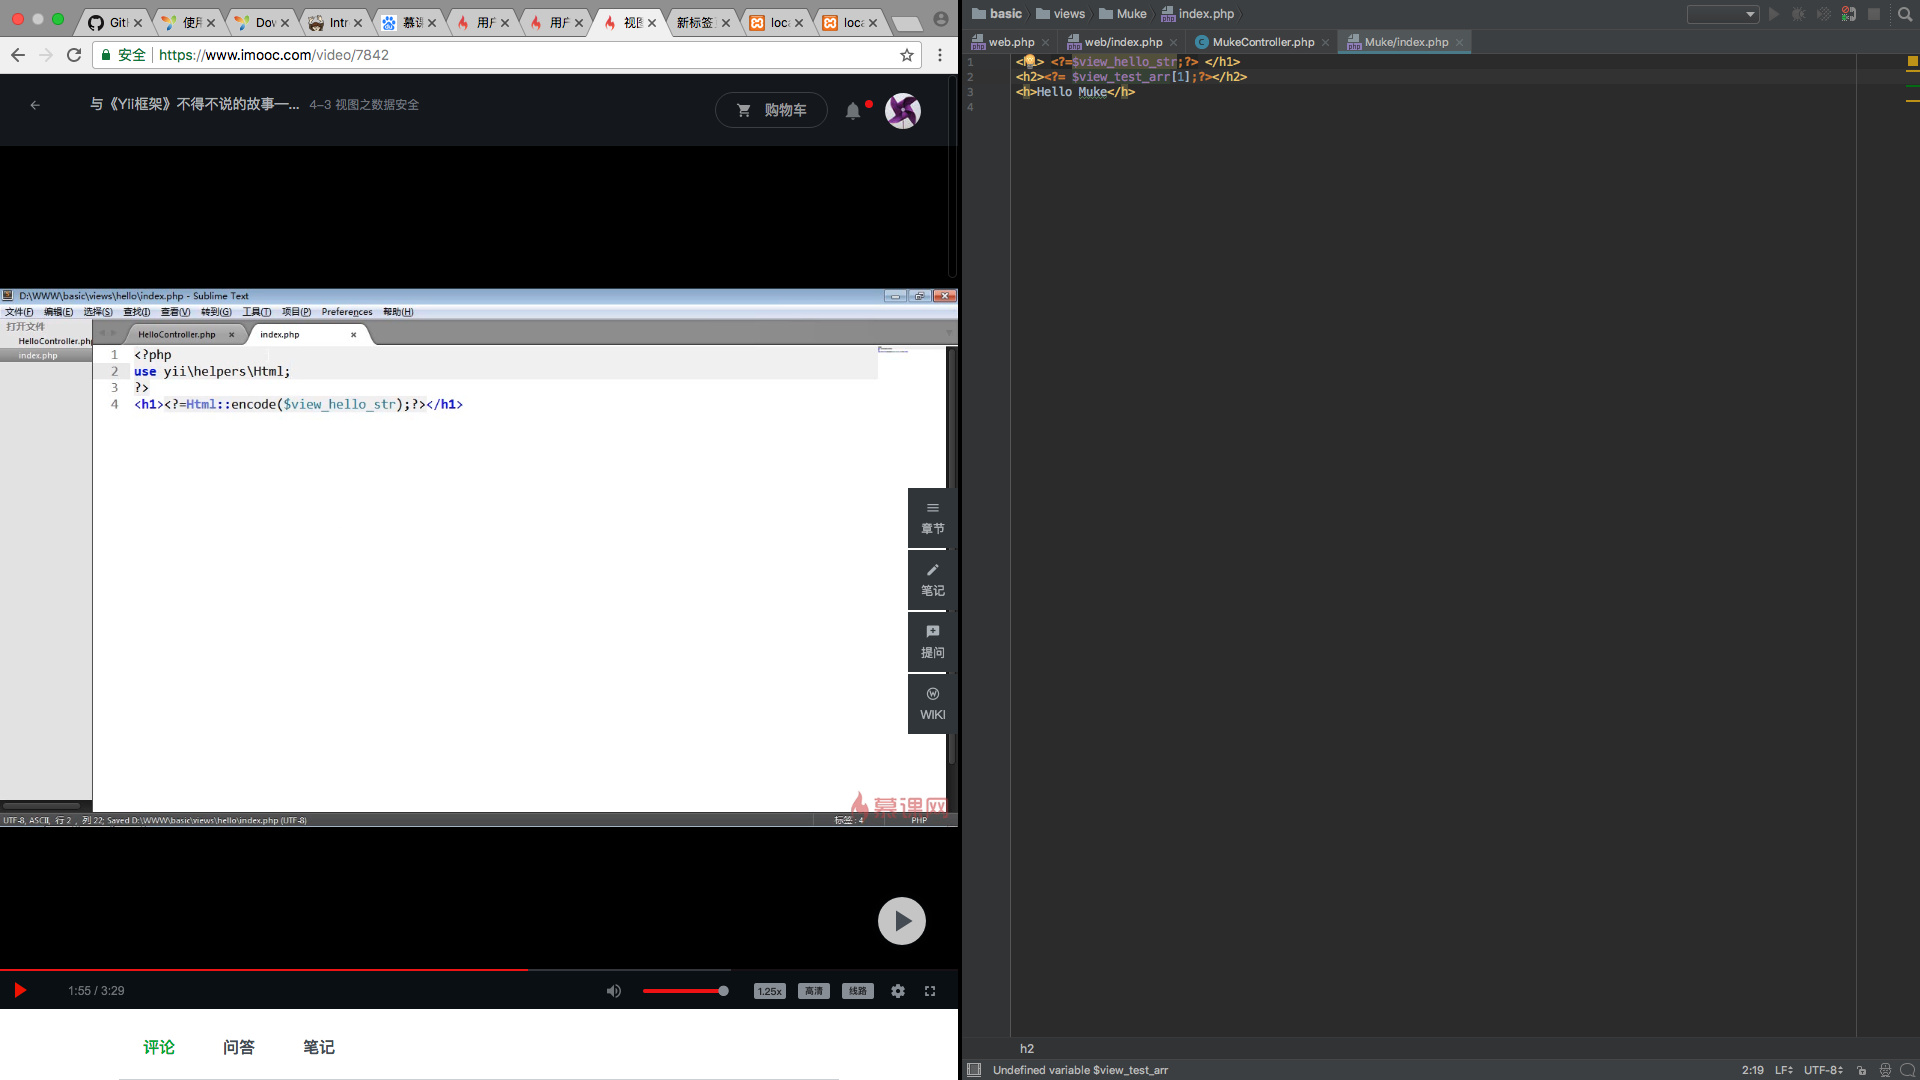 GitH
使用
Dow
Intr
慕课
用户
用户
视图
新标签
loca
loca
安全
https://www.imooc.com/video/7842
与《Yii框架》不得不说的故事—... 4–3 视图之数据安全
购物车
D:\WWW\basic\views\hello\index.php - Sublime Text
文件(F) 编辑(E) 选择(S) 查找(I) 查看(V) 转到(G) 工具(T) 项目(P) Preferences 帮助(H)
打开文件
HelloController.php
index.php
HelloController.php
index.php
1 <?php
2 use yii\helpers\Html;
3 ?>
4 <h1><?=Html::encode($view_hello_str);?></h1>
章节
笔记
提问
WIKI
慕课网
UTF-8, ASCII, 行 2 , 列 22; Saved D:\WWW\basic\views\hello\index.php (UTF-8)
标签 : 4
PHP
1:55 / 3:29
1.25x
高清
线路
评论
问答
笔记
basic
views
Muke
index.php
web.php
web/index.php
MukeController.php
Muke/index.php
1 <h1> <?=$view_hello_str;?> </h1>
2 <h2><?= $view_test_arr[1];?></h2>
3 <h>Hello Muke</h>
4
h2
Undefined variable $view_test_arr
2:19 LF UTF-8